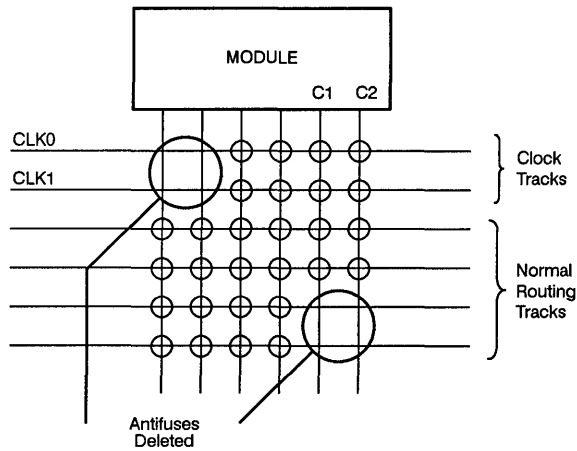 MODULE
C1 C2
CLK0
CLK1
Clock
Tracks
Normal
Routing
Tracks
Antifuses
Deleted